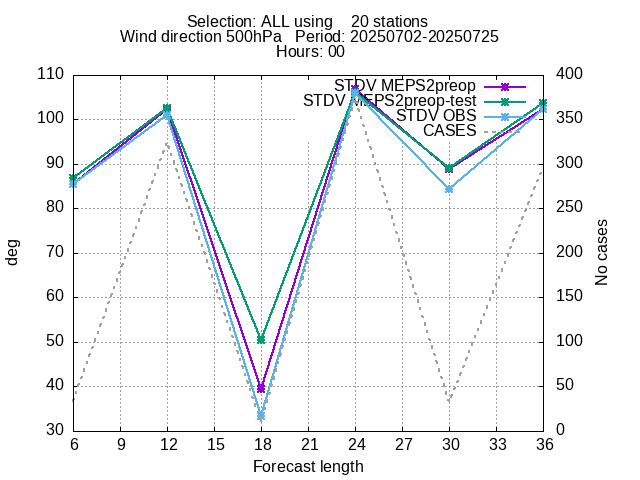 Selection: ALL using    20 stations
Wind direction 500hPa   Period: 20250702-20250725
Hours: 00
STDV MEPS2preop
STDV MEPS2preop-test
STDV OBS
CASES
110
100
90
80
70
60
50
40
30
deg
400
350
300
250
200
150
100
50
0
No cases
6 9 12 15 18 21 24 27 30 33 36
Forecast length